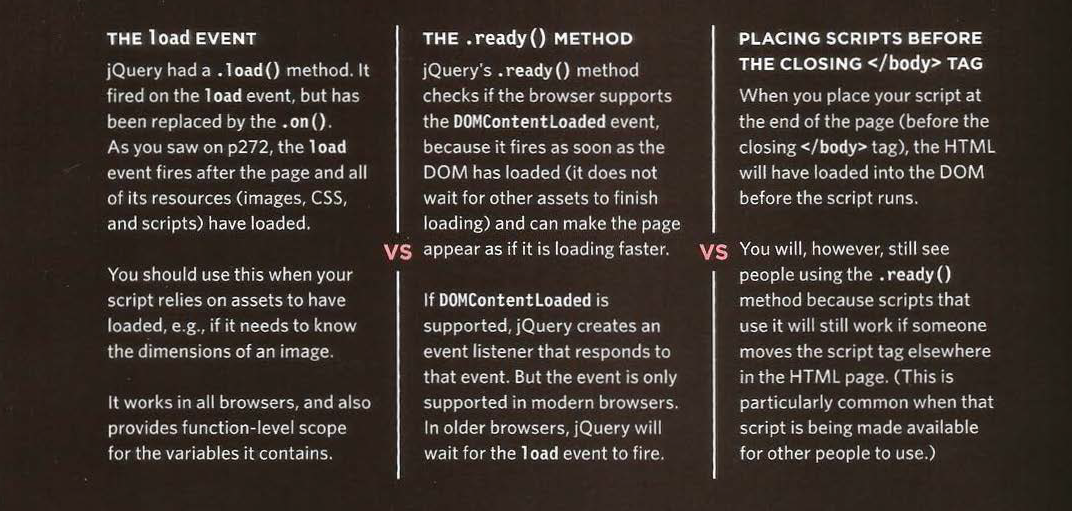 THE load EVENT
jQuery had a .load() method. It
fired on the load event, but has
been replaced by the .on().
As you saw on p272, the load
event fires after the page and all
of its resources (images, CSS,
and scripts) have loaded.
You should use this when your
script relies on assets to have
loaded, e.g., if it needs to know
the dimensions of an image.
It works in all browsers, and also
provides function-level scope
for the variables it contains.
VS
THE .ready() METHOD
jQuery's .ready() method
checks if the browser supports
the DOMContentLoaded event,
because it fires as soon as the
DOM has loaded (it does not
wait for other assets to finish
loading) and can make the page
appear as if it is loading faster.
If DOMContentLoaded is
supported, jQuery creates an
event listener that responds to
that event. But the event is only
supported in modern browsers.
In older browsers, jQuery will
wait for the load event to fire.
VS
PLACING SCRIPTS BEFORE
THE CLOSING </body> TAG
When you place your script at
the end of the page (before the
closing </body> tag), the HTML
will have loaded into the DOM
before the script runs.
You will, however, still see
people using the .ready()
method because scripts that
use it will still work if someone
moves the script tag elsewhere
in the HTML page. (This is
particularly common when that
script is being made available
for other people to use.)